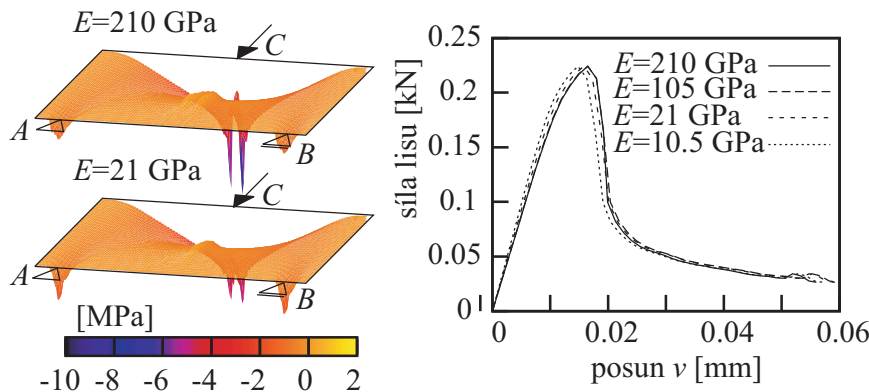 E=210 GPa
C
A
B
E=21 GPa
C
A
B
[MPa]
-10 -8 -6 -4 -2 0 2
síla lisu [kN]
0.25
0.2
0.15
0.1
0.05
0
E=210 GPa
E=105 GPa
E=21 GPa
E=10.5 GPa
0 0.02 0.04 0.06
posun v [mm]